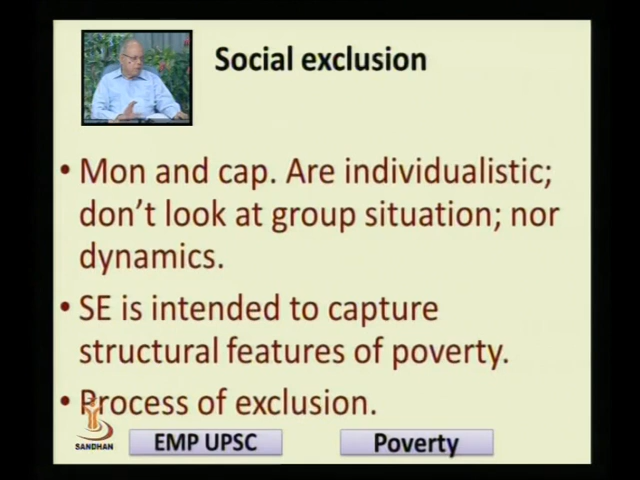 Social exclusion
• Mon and cap. Are individualistic;
don't look at group situation; nor
dynamics.
• SE is intended to capture
structural features of poverty.
• Process of exclusion.
SANDHAN
EMP UPSC
Poverty